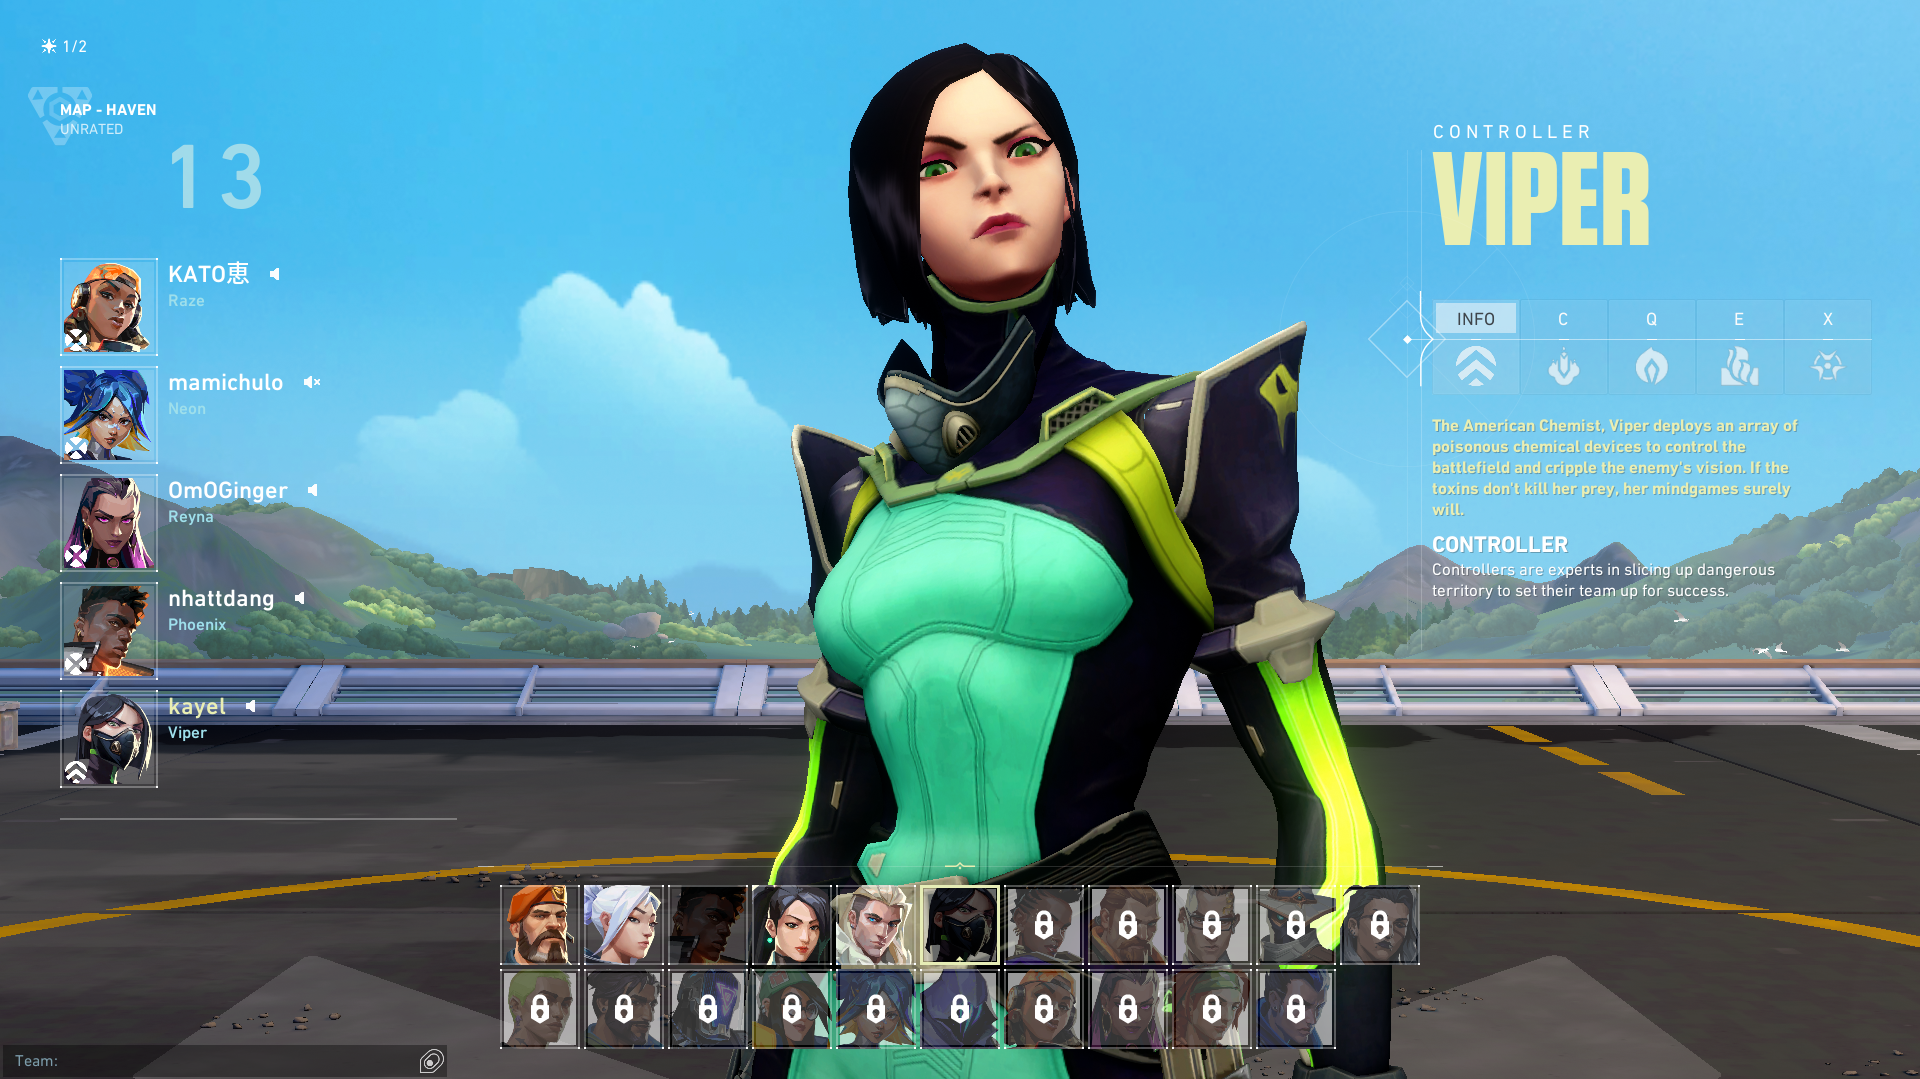 1/2
MAP - HAVEN
UNRATED
13
KATO恵
Raze
mamichulo
Neon
OmOGinger
Reyna
nhattdang
Phoenix
kayel
Viper
CONTROLLER
VIPER
INFO C Q E X
The American Chemist, Viper deploys an array of
poisonous chemical devices to control the
battlefield and cripple the enemy's vision. If the
toxins don't kill her prey, her mindgames surely
will.
CONTROLLER
Controllers are experts in slicing up dangerous
territory to set their team up for success.
Team: